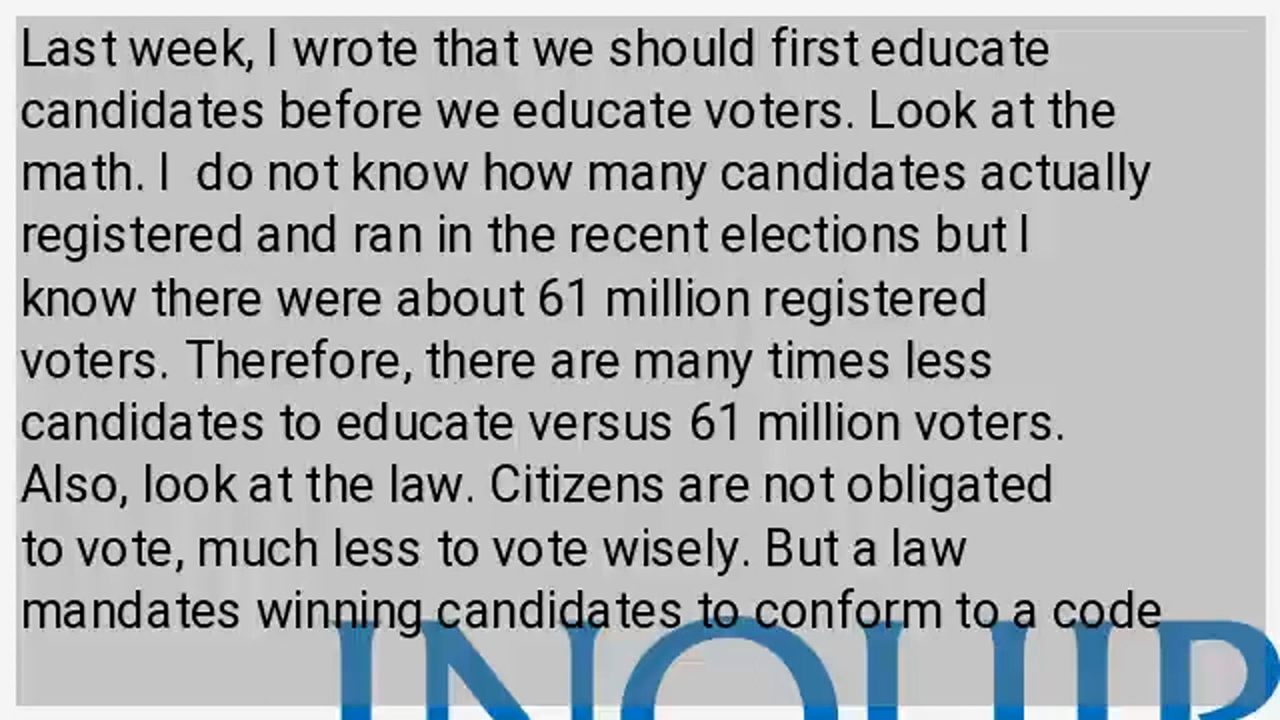 Last week, I wrote that we should first educate
candidates before we educate voters. Look at the
math. I  do not know how many candidates actually
registered and ran in the recent elections but I
know there were about 61 million registered
voters. Therefore, there are many times less
candidates to educate versus 61 million voters.
Also, look at the law. Citizens are not obligated
to vote, much less to vote wisely. But a law
mandates winning candidates to conform to a code